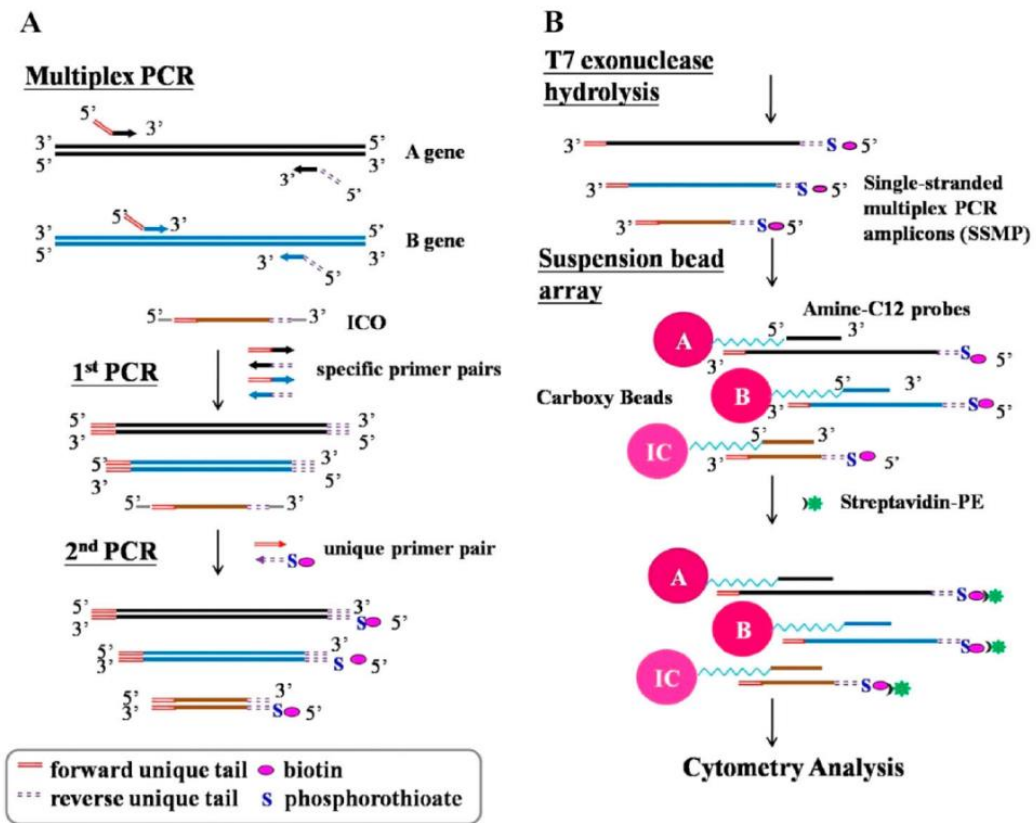 A
Multiplex PCR
5’ 3’
3’ 5’
5’ 3’
A gene
3’ 5’
5’ 3’
3’ 5’
B gene
5’ 3’
3’ 5’
5’ 3’
ICO
1st PCR
specific primer pairs
5’ 3’
3’ 5’
5’ 3’
3’ 5’
5’ 3’
2nd PCR
unique primer pair
S
5’ 3’
3’ S 5’
5’
3’ S 5’
5’ 3’
3’ S 5’
forward unique tail biotin
reverse unique tail S phosphorothioate
B
T7 exonuclease
hydrolysis
3’ S 5’
3’ S 5’
3’ S 5’
Single-stranded
multiplex PCR
amplicons (SSMP)
Suspension bead
array
Amine-C12 probes
A 5’ 3’
3’ S 5’
Carboxy Beads
B 5’ 3’
3’ S 5’
IC 5’ 3’
3’ S 5’
Streptavidin-PE
A
S
B
S
IC
S
Cytometry Analysis